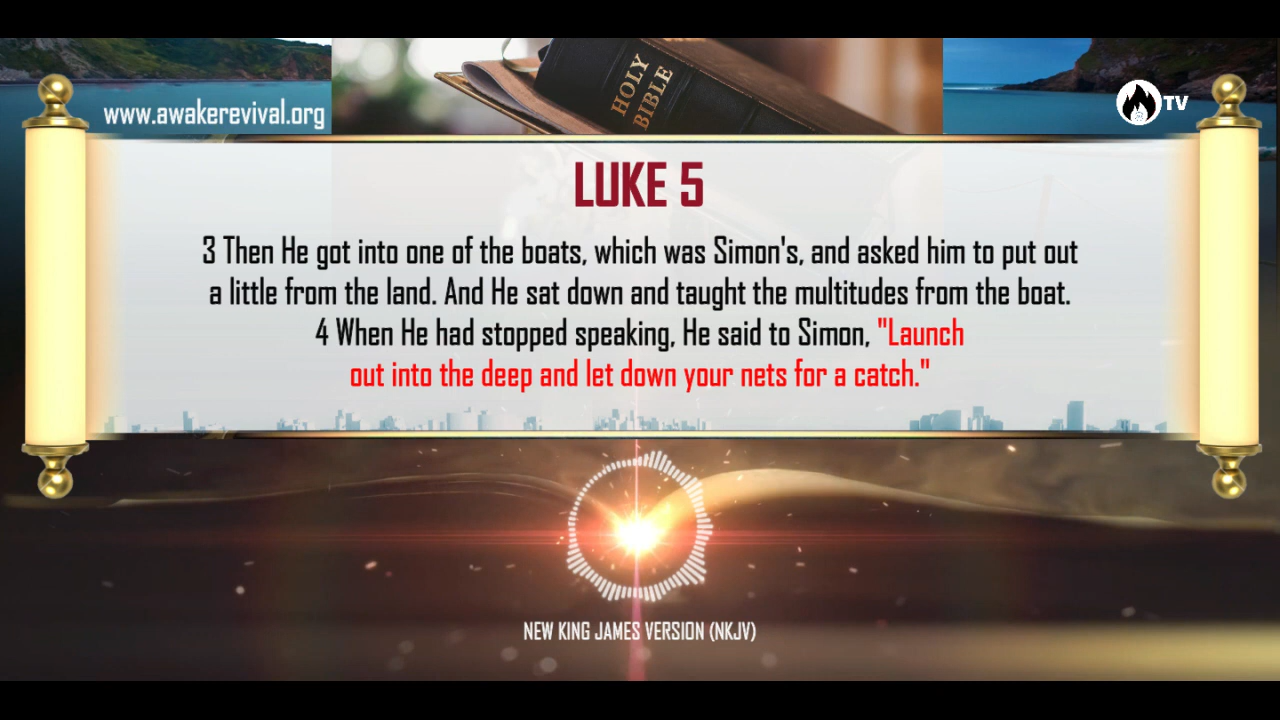 www.awakerevival.org
HOLY
BIBLE
TV
LUKE 5
3 Then He got into one of the boats, which was Simon's, and asked him to put out
a little from the land. And He sat down and taught the multitudes from the boat.
4 When He had stopped speaking, He said to Simon, "Launch
out into the deep and let down your nets for a catch."
NEW KING JAMES VERSION (NKJV)